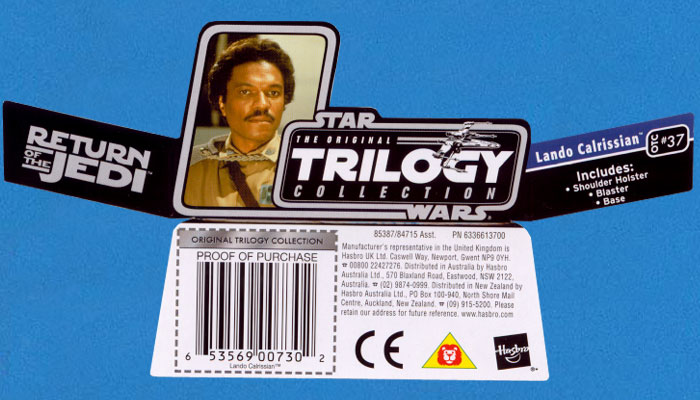 RETURN
OF THE
JEDI™
STAR
THE ORIGINAL
TRILOGY
COLLECTION
WARS.
Lando Calrissian™
OTC #37
Includes:
• Shoulder Holster
• Blaster
• Base
ORIGINAL TRILOGY COLLECTION
PROOF OF PURCHASE
6 53569 00730 2
Lando Calrissian™
85387/84715 Asst. PN 6336613700
Manufacturer's representative in the United Kingdom is
Hasbro UK Ltd. Caswell Way, Newport, Gwent NP9 0YH.
☎ 00800 22427276. Distributed in Australia by Hasbro
Australia Ltd., 570 Blaxland Road, Eastwood, NSW 2122,
Australia. ☎ (02) 9874-0999. Distributed in New Zealand by
Hasbro Australia Ltd., PO Box 100-940, North Shore Mail
Centre, Auckland, New Zealand. ☎ (09) 915-5200. Please
retain our address for future reference. www.hasbro.com
CE
Hasbro
®